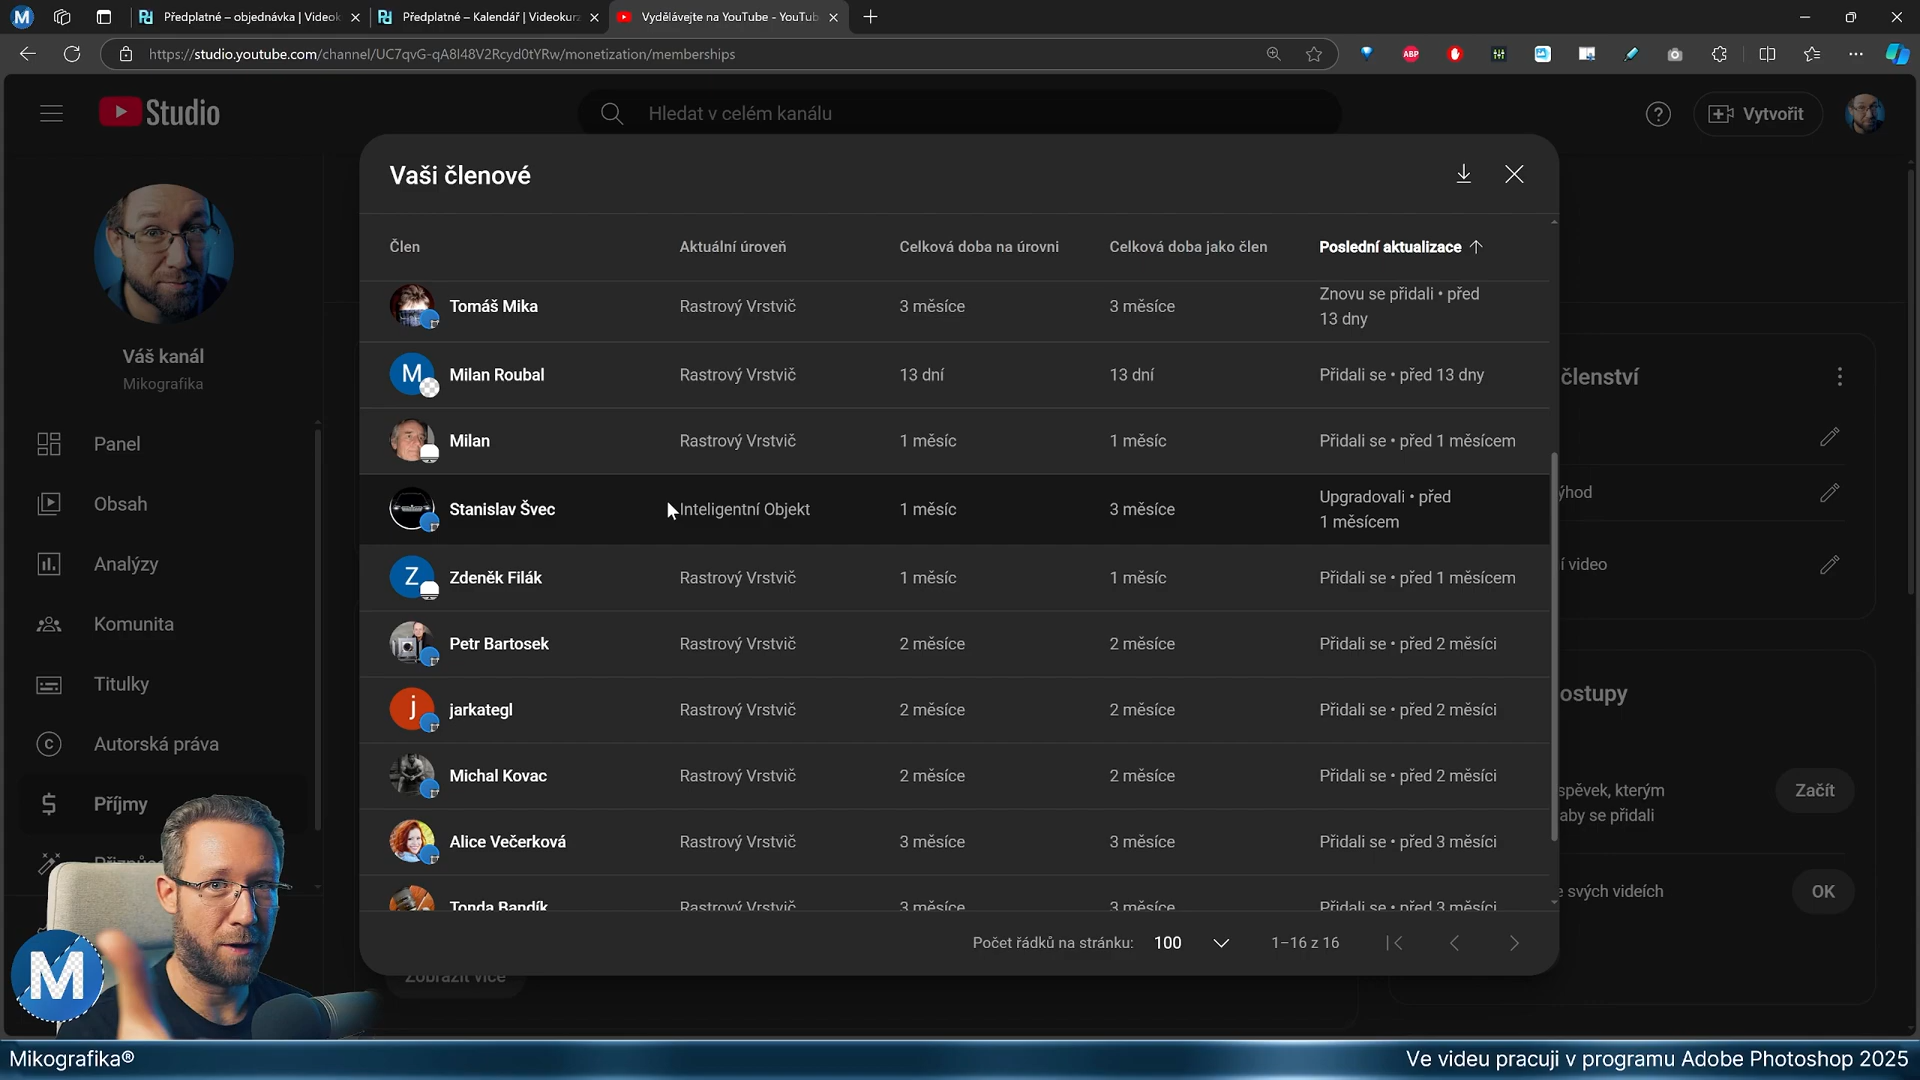 Předplatné – objednávka | Videok
Předplatné – Kalendář | Videokur
Vydělávejte na YouTube - YouTub
https://studio.youtube.com/channel/UC7qvG-qA8I48V2Rcyd0tYRw/monetization/memberships
ABP
Studio
Hledat v celém kanálu
Vytvořit
Vaši členové
Člen
Aktuální úroveň
Celková doba na úrovni
Celková doba jako člen
Poslední aktualizace
Tomáš Mika
Rastrový Vrstvič
3 měsíce
3 měsíce
Znovu se přidali • před
13 dny
M
Milan Roubal
Rastrový Vrstvič
13 dní
13 dní
Přidali se • před 13 dny
Milan
Rastrový Vrstvič
1 měsíc
1 měsíc
Přidali se • před 1 měsícem
Stanislav Švec
Inteligentní Objekt
1 měsíc
3 měsíce
Upgradovali • před
1 měsícem
Z
Zdeněk Filák
Rastrový Vrstvič
1 měsíc
1 měsíc
Přidali se • před 1 měsícem
Petr Bartosek
Rastrový Vrstvič
2 měsíce
2 měsíce
Přidali se • před 2 měsíci
j
jarkategl
Rastrový Vrstvič
2 měsíce
2 měsíce
Přidali se • před 2 měsíci
Michal Kovac
Rastrový Vrstvič
2 měsíce
2 měsíce
Přidali se • před 2 měsíci
Alice Večerková
Rastrový Vrstvič
3 měsíce
3 měsíce
Přidali se • před 3 měsíci
Tonda Bandík
Rastrový Vrstvič
3 měsíce
3 měsíce
Přidali se • před 3 měsíci
Počet řádků na stránku:
100
1–16 z 16
Váš kanál
Mikografika
Panel
Obsah
Analýzy
Komunita
Titulky
Autorská práva
Příjmy
členství
ýhod
í video
ostupy
spěvek, kterým
aby se přidali
Začít
e svých videích
OK
Zobrazit více
M
Mikografika®
Ve videu pracuji v programu Adobe Photoshop 2025